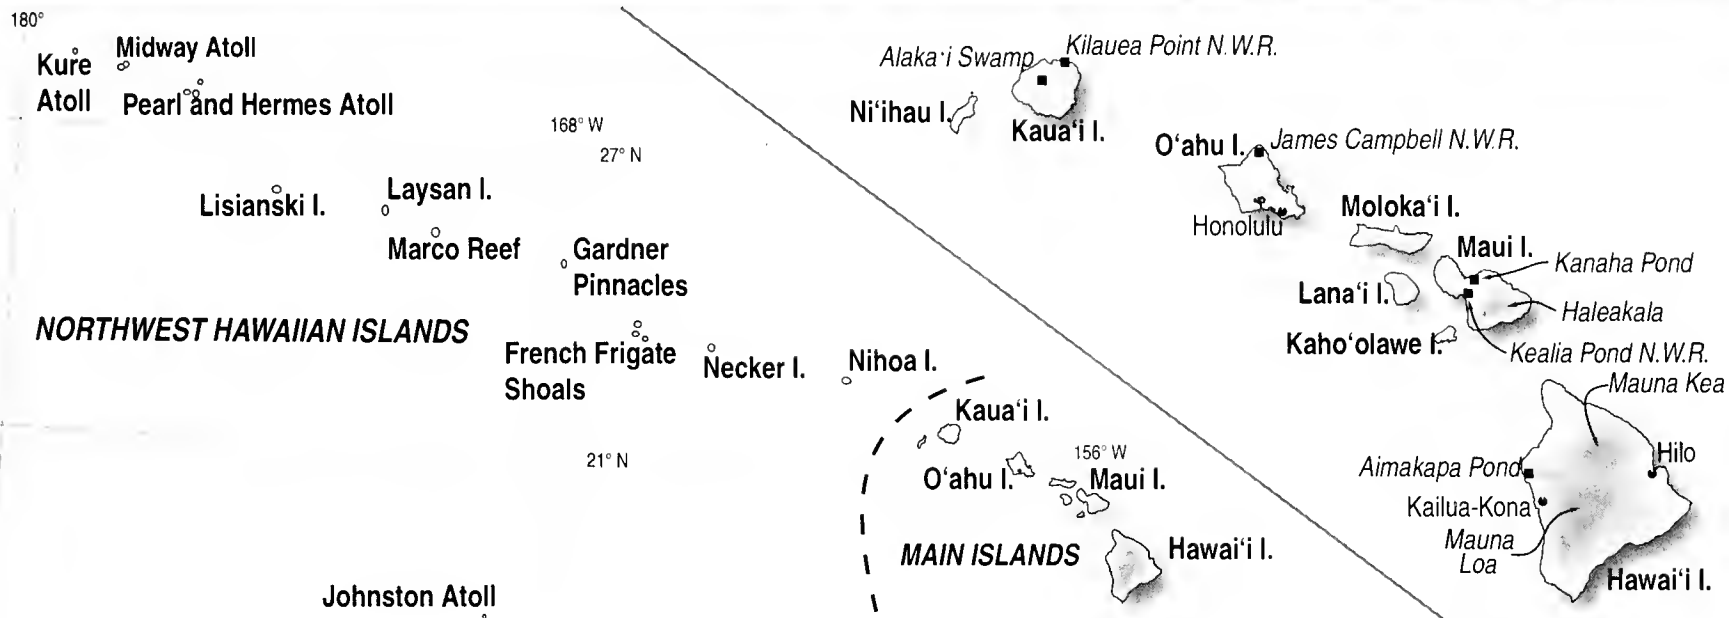 180°
Kure
Atoll
Midway Atoll
Pearl and Hermes Atoll
168° W
27° N
Lisianski I.
Laysan I.
Marco Reef
Gardner
Pinnacles
NORTHWEST HAWAIIAN ISLANDS
French Frigate
Shoals
Necker I.
Nihoa I.
Kaua‘i I.
21° N
O‘ahu I.
156° W
Maui I.
MAIN ISLANDS
Hawai‘i I.
Johnston Atoll
Alaka‘i Swamp
Kilauea Point N.W.R.
Ni‘ihau I.
Kaua‘i I.
O‘ahu I.
James Campbell N.W.R.
Honolulu
Moloka‘i I.
Maui I.
Kanaha Pond
Lana‘i I.
Haleakala
Kaho‘olawe I.
Kealia Pond N.W.R.
Mauna Kea
Hilo
Aimakapa Pond
Kailua-Kona
Mauna
Loa
Hawai‘i I.